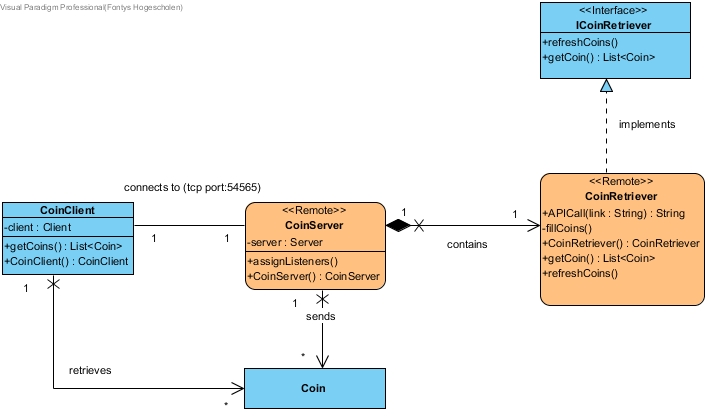 Visual Paradigm Professional(Fontys Hogescholen)
<<Interface>>
ICoinRetriever
+refreshCoins()
+getCoin() : List<Coin>
implements
connects to (tcp port:54565)
CoinClient
-client : Client
+getCoins() : List<Coin>
+CoinClient() : CoinClient
1
1
<<Remote>>
CoinServer
-server : Server
+assignListeners()
+CoinServer() : CoinServer
1
1
contains
<<Remote>>
CoinRetriever
+APICall(link : String) : String
-fillCoins()
+CoinRetriever() : CoinRetriever
+getCoin() : List<Coin>
+refreshCoins()
1
retrieves
*
1
sends
*
Coin